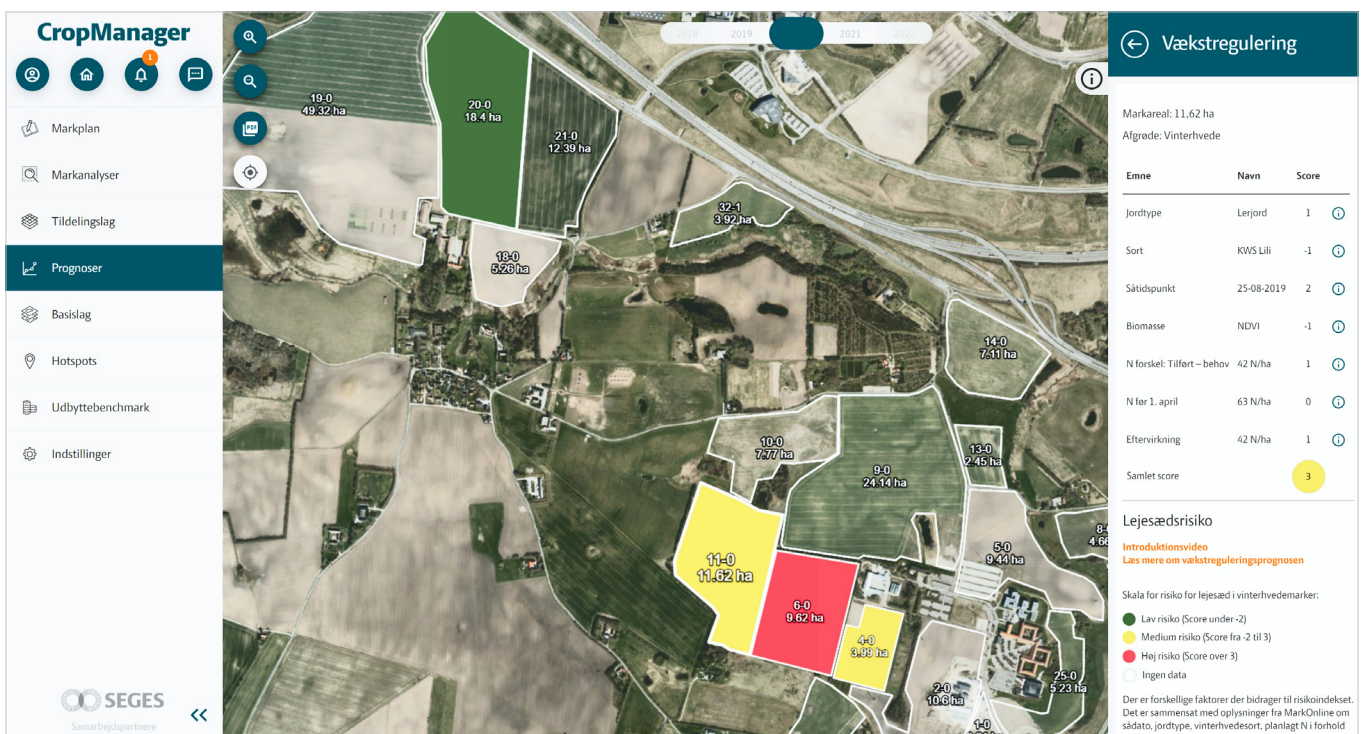 CropManager
1
Markplan
Markanalyser
Tildelingslag
Prognoser
Basislag
Hotspots
Udbyttebenchmark
Indstillinger
SEGES
Samarbejdspartnere
PDF
2018
2019
2021
2022
19-0
49.32 ha
20-0
18.4 ha
21-0
12.39 ha
32-1
3.92 ha
18-0
5.26 ha
14-0
7.11 ha
10-0
7.77 ha
13-0
2.45 ha
9-0
24.14 ha
8-0
4.66
5-0
9.44 ha
11-0
11.62 ha
6-0
9.62 ha
4-0
3.99 ha
25-0
5.23 ha
2-0
10.6 ha
1-0
Vækstregulering
Markareal: 11,62 ha
Afgrøde: Vinterhvede
Emne Navn Score
Jordtype Lerjord 1
Sort KWS Lili -1
Såtidspunkt 25-08-2019 2
Biomasse NDVI -1
N forskel: Tilført – behov 42 N/ha 1
N før 1. april 63 N/ha 0
Eftervirkning 42 N/ha 1
Samlet score 3
Lejesædsrisiko
Introduktionsvideo
Læs mere om vækstreguleringsprognosen
Skala for risiko for lejesæd i vinterhvedemarker:
Lav risiko (Score under -2)
Medium risiko (Score fra -2 til 3)
Høj risiko (Score over 3)
Ingen data
Der er forskellige faktorer der bidrager til risikoindekset.
Det er sammensat med oplysninger fra MarkOnline om
sådato, jordtype, vinterhvedesort, planlagt N i forhold